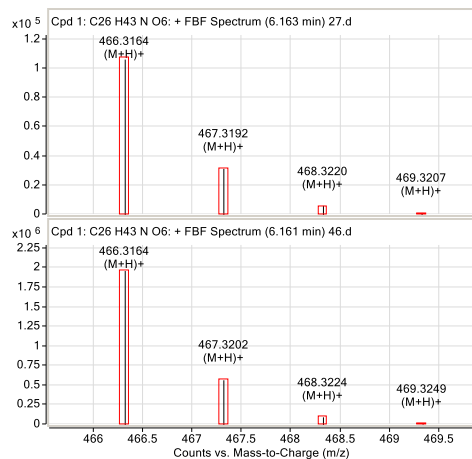 x10 5 Cpd 1: C26 H43 N O6: + FBF Spectrum (6.163 min) 27.d
1.2
1
0.8
0.6
0.4
0.2
0
466.3164
(M+H)+
467.3192
(M+H)+
468.3220
(M+H)+
469.3207
(M+H)+
x10 6 Cpd 1: C26 H43 N O6: + FBF Spectrum (6.161 min) 46.d
2.25
2
1.75
1.5
1.25
1
0.75
0.5
0.25
0
466.3164
(M+H)+
467.3202
(M+H)+
468.3224
(M+H)+
469.3249
(M+H)+
466 466.5 467 467.5 468 468.5 469 469.5
Counts vs. Mass-to-Charge (m/z)